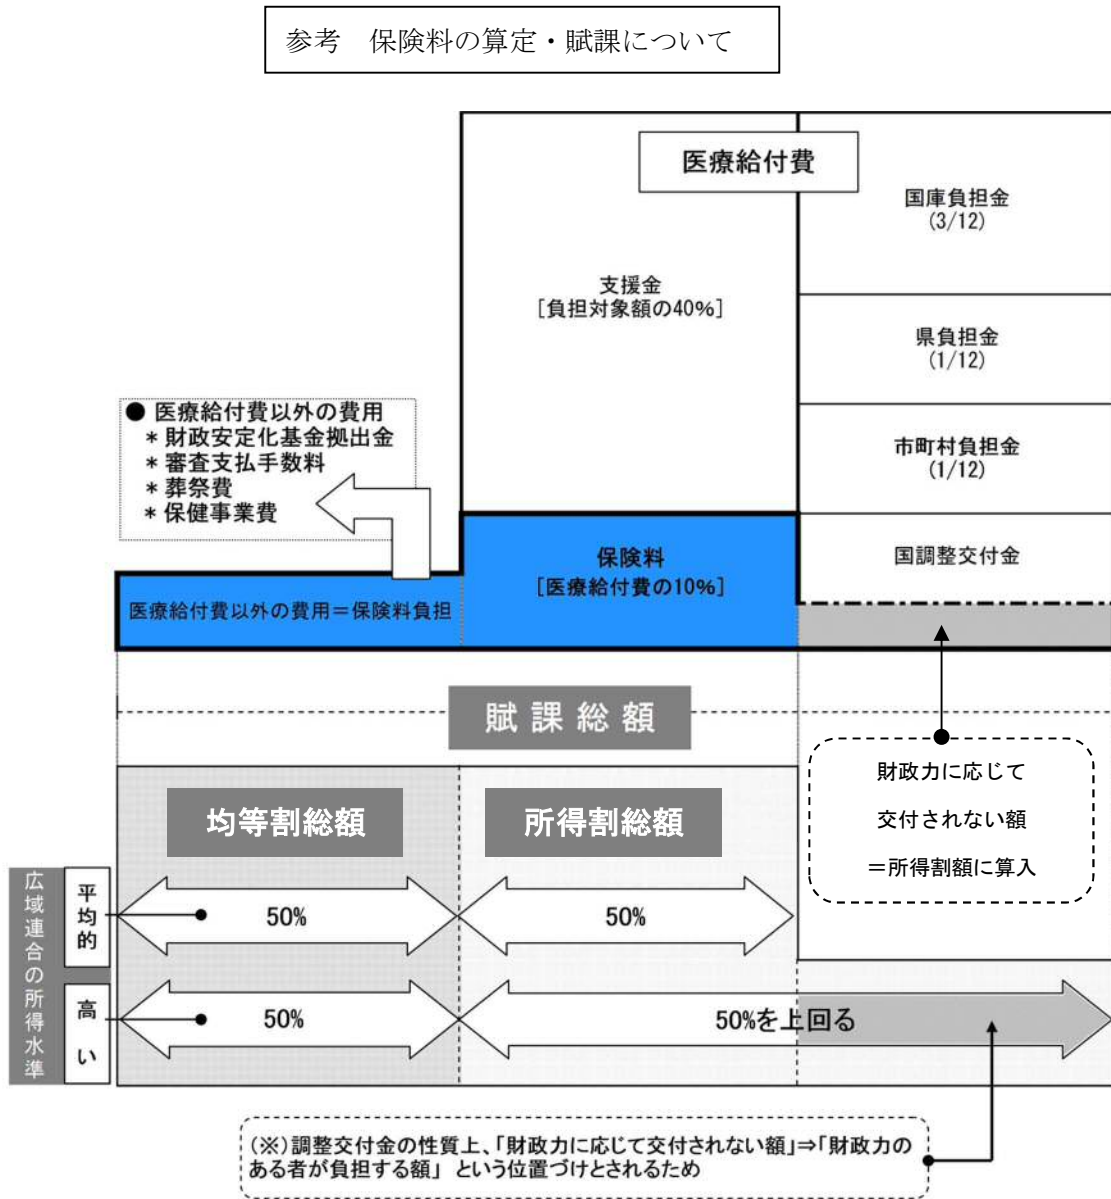 参考　保険料の算定・賦課について
医療給付費
国庫負担金
(3/12)
支援金
[負担対象額の40%]
県負担金
(1/12)
● 医療給付費以外の費用
＊財政安定化基金拠出金
＊審査支払手数料
＊葬祭費
＊保健事業費
市町村負担金
(1/12)
保険料
[医療給付費の10%]
国調整交付金
医療給付費以外の費用＝保険料負担
賦課総額
財政力に応じて
交付されない額
＝所得割額に算入
均等割総額
所得割総額
広域連合の所得水準
平均的
50%
50%
高い
50%
50%を上回る
(※)調整交付金の性質上、「財政力に応じて交付されない額」⇒「財政力の
ある者が負担する額」 という位置づけとされるため